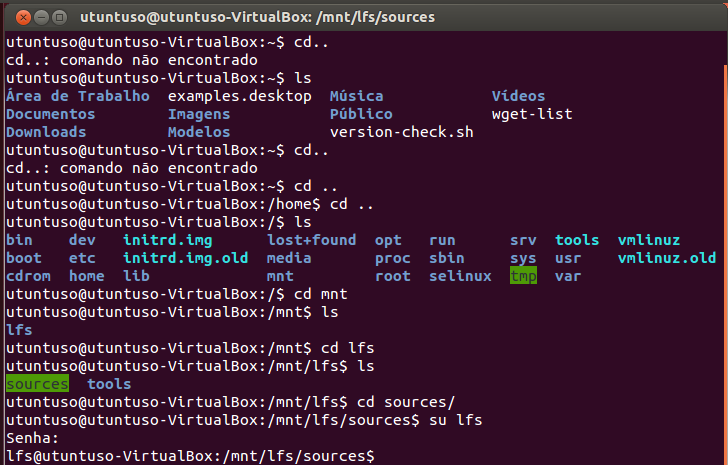 utuntuso@utuntuso-VirtualBox: /mnt/lfs/sources
utuntuso@utuntuso-VirtualBox:~$ cd..
cd..: comando não encontrado
utuntuso@utuntuso-VirtualBox:~$ ls
Área de Trabalho  examples.desktop  Música            Vídeos
Documentos        Imagens           Público           wget-list
Downloads         Modelos           version-check.sh
utuntuso@utuntuso-VirtualBox:~$ cd..
cd..: comando não encontrado
utuntuso@utuntuso-VirtualBox:~$ cd ..
utuntuso@utuntuso-VirtualBox:/home$ cd ..
utuntuso@utuntuso-VirtualBox:/$ ls
bin    dev   initrd.img      lost+found  opt   run      srv  tools  vmlinuz
boot   etc   initrd.img.old  media       proc  sbin     sys  usr    vmlinuz.old
cdrom  home  lib             mnt         root  selinux  tmp  var
utuntuso@utuntuso-VirtualBox:/$ cd mnt
utuntuso@utuntuso-VirtualBox:/mnt$ ls
lfs
utuntuso@utuntuso-VirtualBox:/mnt$ cd lfs
utuntuso@utuntuso-VirtualBox:/mnt/lfs$ ls
sources  tools
utuntuso@utuntuso-VirtualBox:/mnt/lfs$ cd sources/
utuntuso@utuntuso-VirtualBox:/mnt/lfs/sources$ su lfs
Senha:
lfs@utuntuso-VirtualBox:/mnt/lfs/sources$